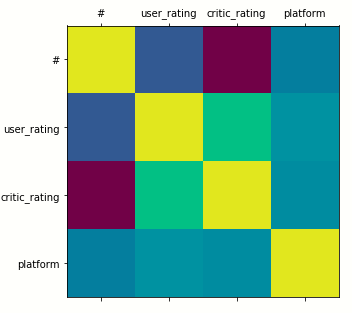 # user_rating critic_rating platform
#
user_rating
critic_rating
platform